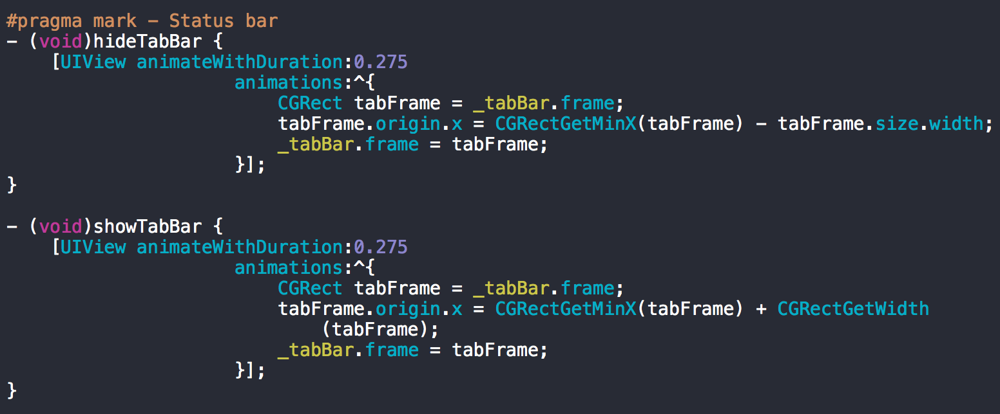 #pragma mark - Status bar
- (void)hideTabBar {
    [UIView animateWithDuration:0.275
                     animations:^{
                         CGRect tabFrame = _tabBar.frame;
                         tabFrame.origin.x = CGRectGetMinX(tabFrame) - tabFrame.size.width;
                         _tabBar.frame = tabFrame;
                     }];
}

- (void)showTabBar {
    [UIView animateWithDuration:0.275
                     animations:^{
                         CGRect tabFrame = _tabBar.frame;
                         tabFrame.origin.x = CGRectGetMinX(tabFrame) + CGRectGetWidth
                             (tabFrame);
                         _tabBar.frame = tabFrame;
                     }];
}